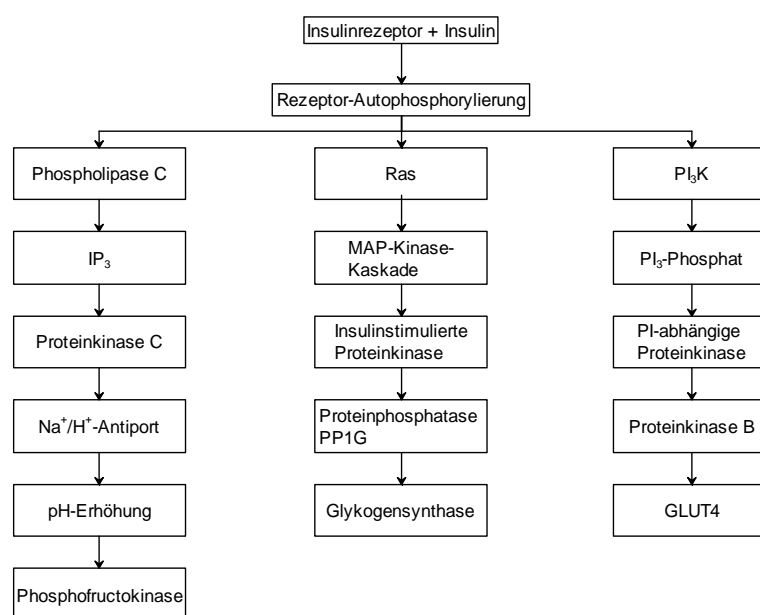 Insulinrezeptor + Insulin
Rezeptor-Autophosphorylierung
Phospholipase C
Ras
PI₃K
IP₃
MAP-Kinase-
Kaskade
PI₃-Phosphat
Proteinkinase C
Insulinstimulierte
Proteinkinase
PI-abhängige
Proteinkinase
Na⁺/H⁺-Antiport
Proteinphosphatase
PP1G
Proteinkinase B
pH-Erhöhung
Glykogensynthase
GLUT4
Phosphofructokinase